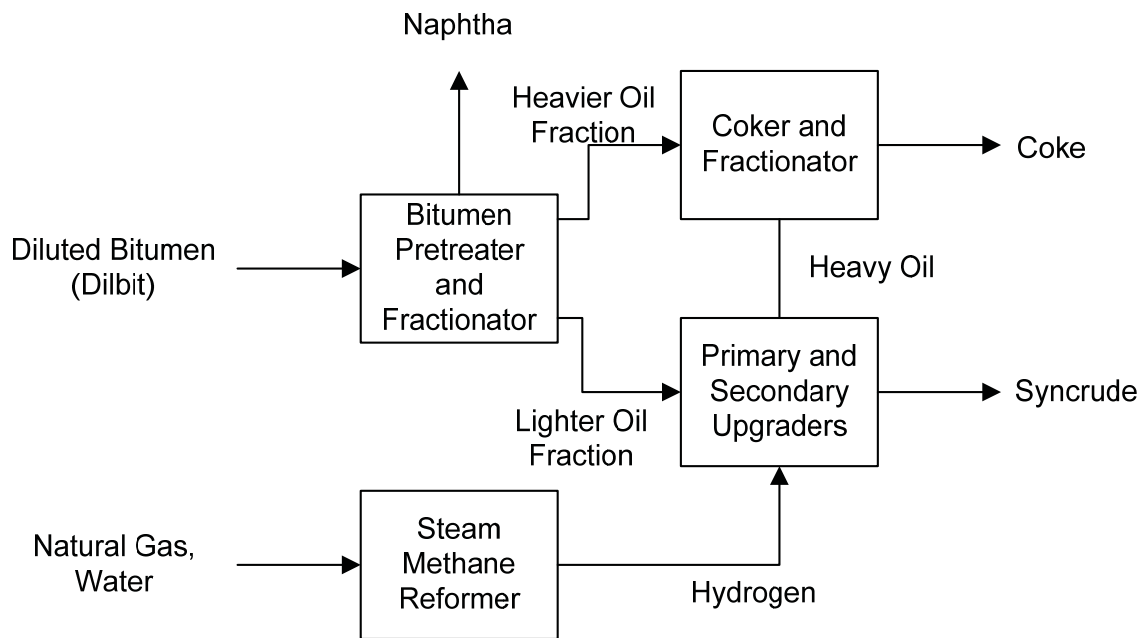 Naphtha
Heavier Oil
Fraction
Coker and
Fractionator
Coke
Diluted Bitumen
(Dilbit)
Bitumen
Pretreater
and
Fractionator
Heavy Oil
Lighter Oil
Fraction
Primary and
Secondary
Upgraders
Syncrude
Natural Gas,
Water
Steam
Methane
Reformer
Hydrogen